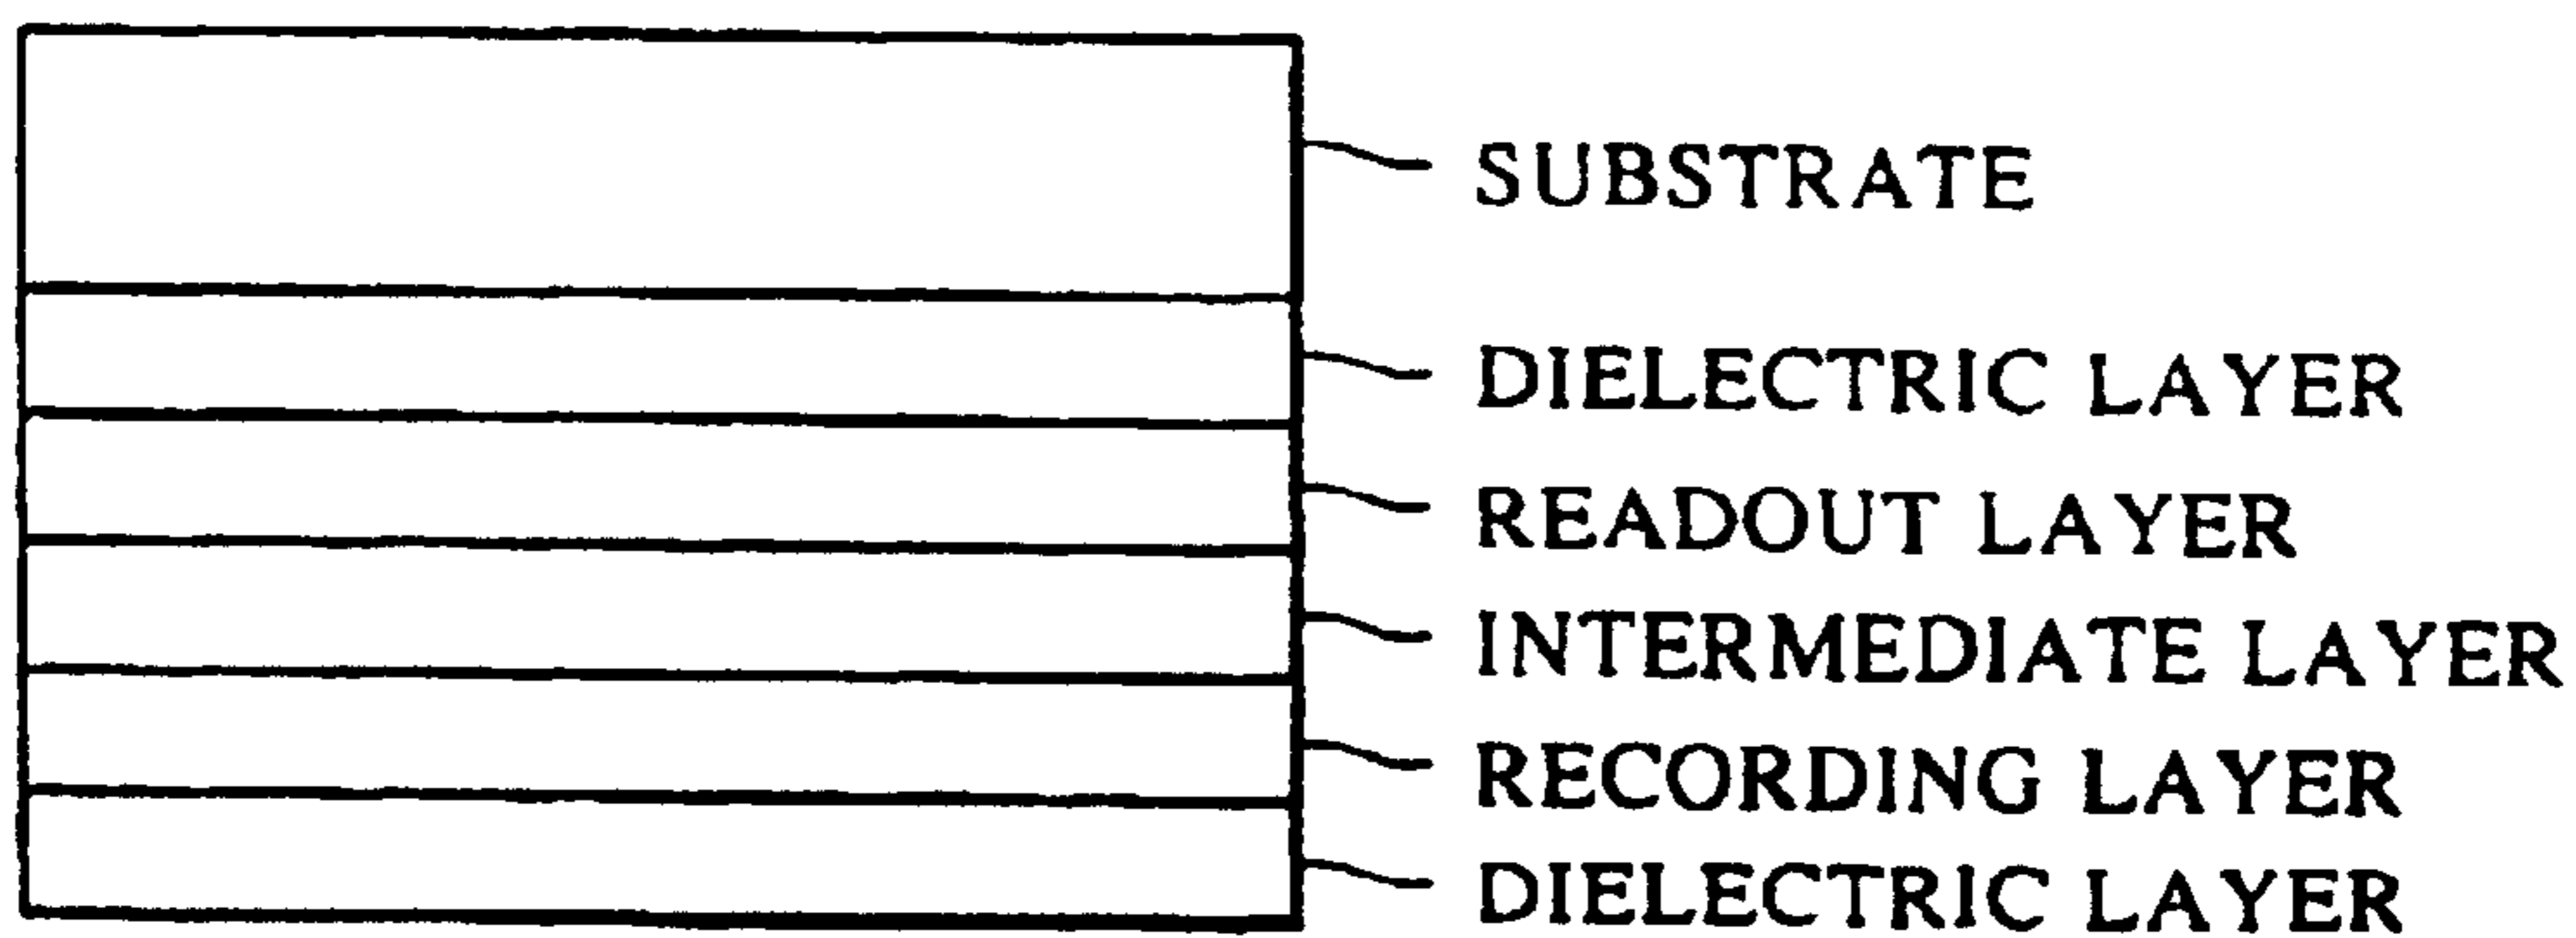 SUBSTRATE
DIELECTRIC LAYER
READOUT LAYER
INTERMEDIATE LAYER
RECORDING LAYER
DIELECTRIC LAYER